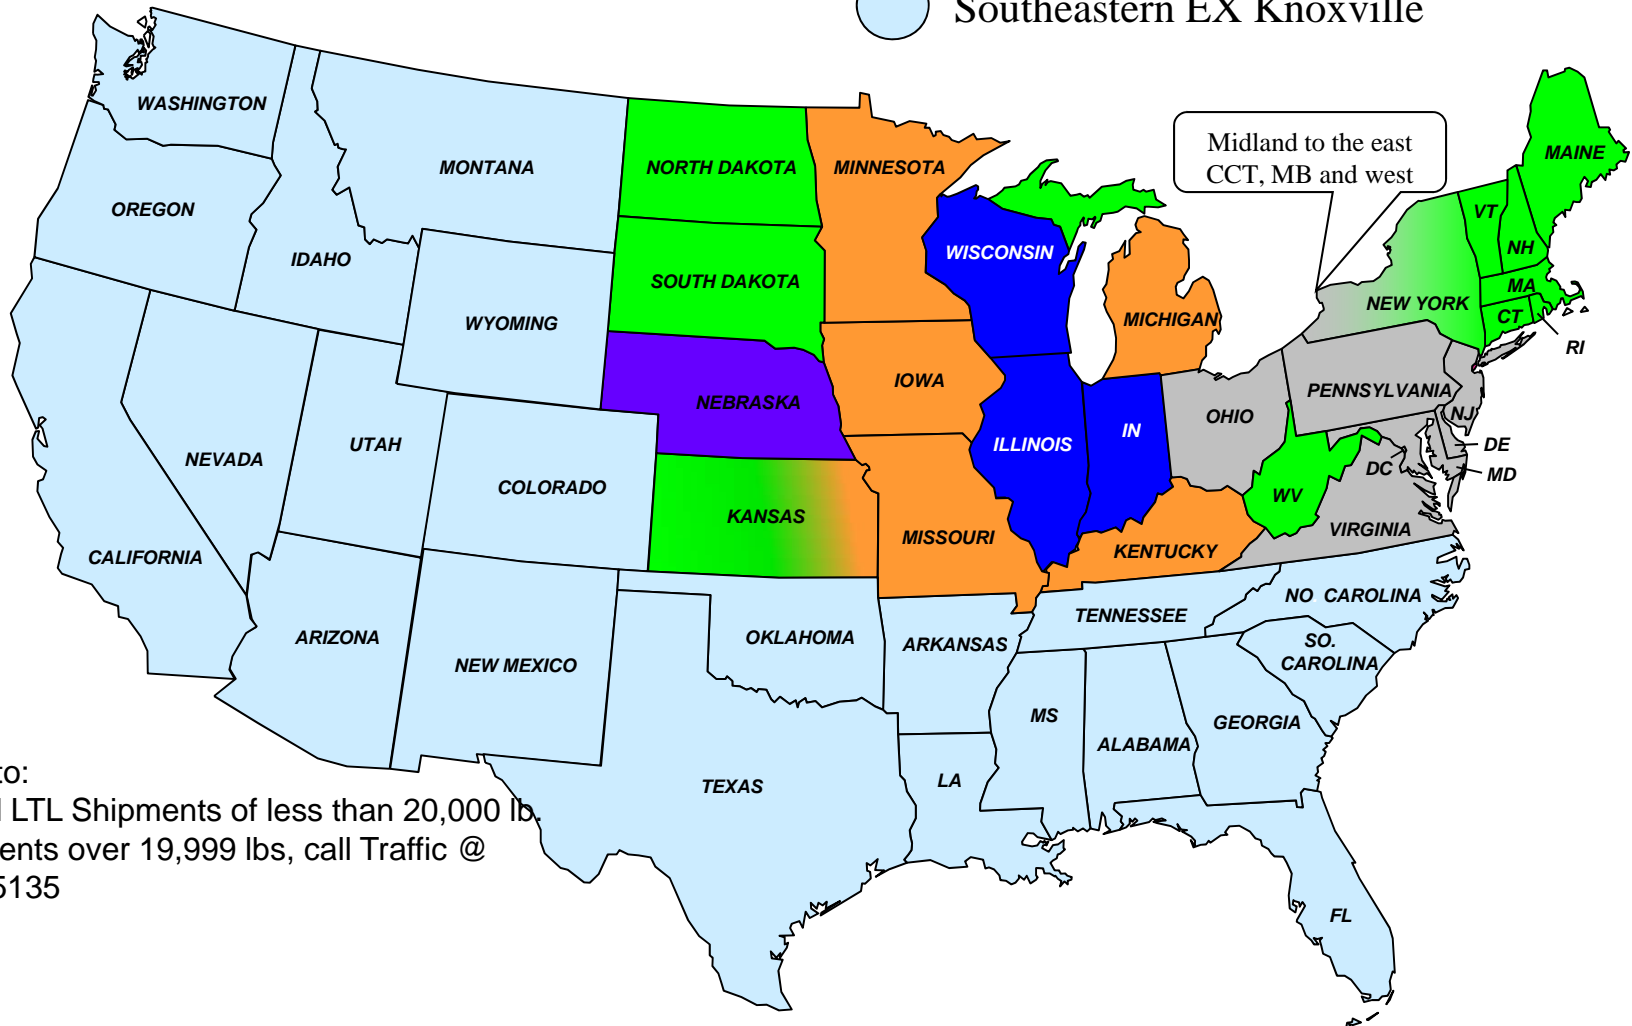 Southeastern EX Knoxville
WASHINGTON
MONTANA
NORTH DAKOTA
MINNESOTA
Midland to the east
CCT, MB and west
MAINE
OREGON
IDAHO
WISCONSIN
VT
NH
SOUTH DAKOTA
MA
WYOMING
MICHIGAN
NEW YORK
CT
RI
IOWA
NEBRASKA
PENNSYLVANIA
OHIO
NJ
UTAH
NEVADA
ILLINOIS
IN
DE
DC
MD
COLORADO
WV
KANSAS
CALIFORNIA
MISSOURI
KENTUCKY
VIRGINIA
NO CAROLINA
TENNESSEE
ARIZONA
OKLAHOMA
ARKANSAS
SO.
CAROLINA
NEW MEXICO
MS
GEORGIA
ALABAMA
LA
TEXAS
FL
to:
LTL Shipments of less than 20,000 lb.
ents over 19,999 lbs, call Traffic @
5135